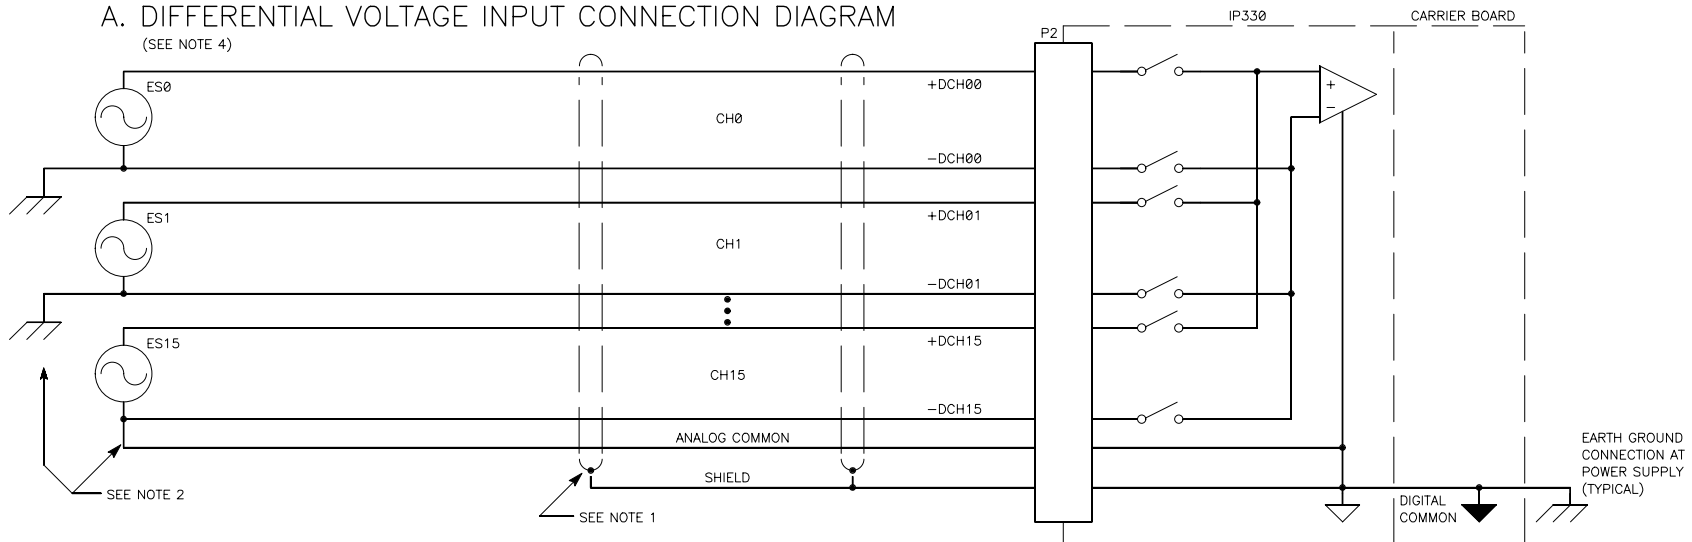 A. DIFFERENTIAL VOLTAGE INPUT CONNECTION DIAGRAM
(SEE NOTE 4)
IP330
CARRIER BOARD
P2
ES0
+DCH00
+
-
CH0
-DCH00
ES1
+DCH01
CH1
-DCH01
ES15
+DCH15
CH15
-DCH15
ANALOG COMMON
SHIELD
SEE NOTE 2
SEE NOTE 1
DIGITAL
COMMON
EARTH GROUND
CONNECTION AT
POWER SUPPLY
(TYPICAL)